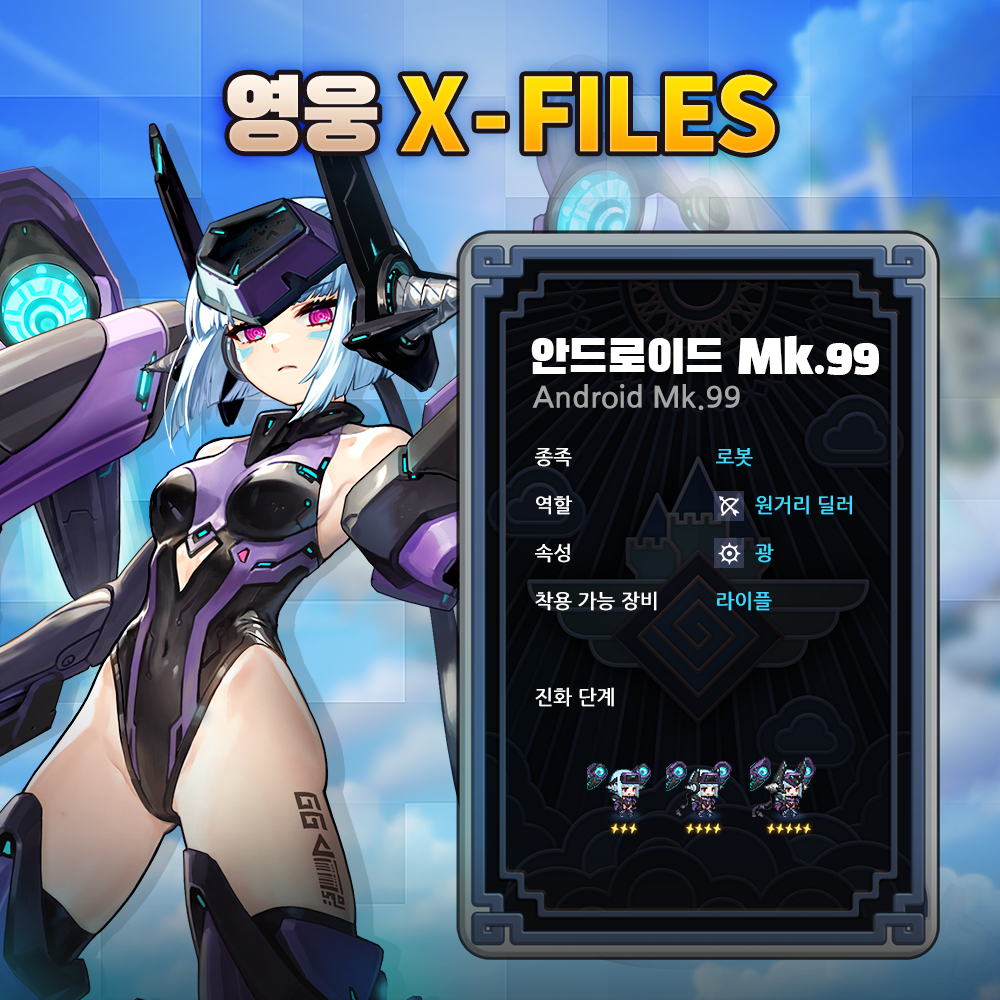 영웅 X-FILES
안드로이드 Mk.99
Android Mk.99
종족 로봇
역할 원거리 딜러
속성 광
착용 가능 장비 라이플
진화 단계